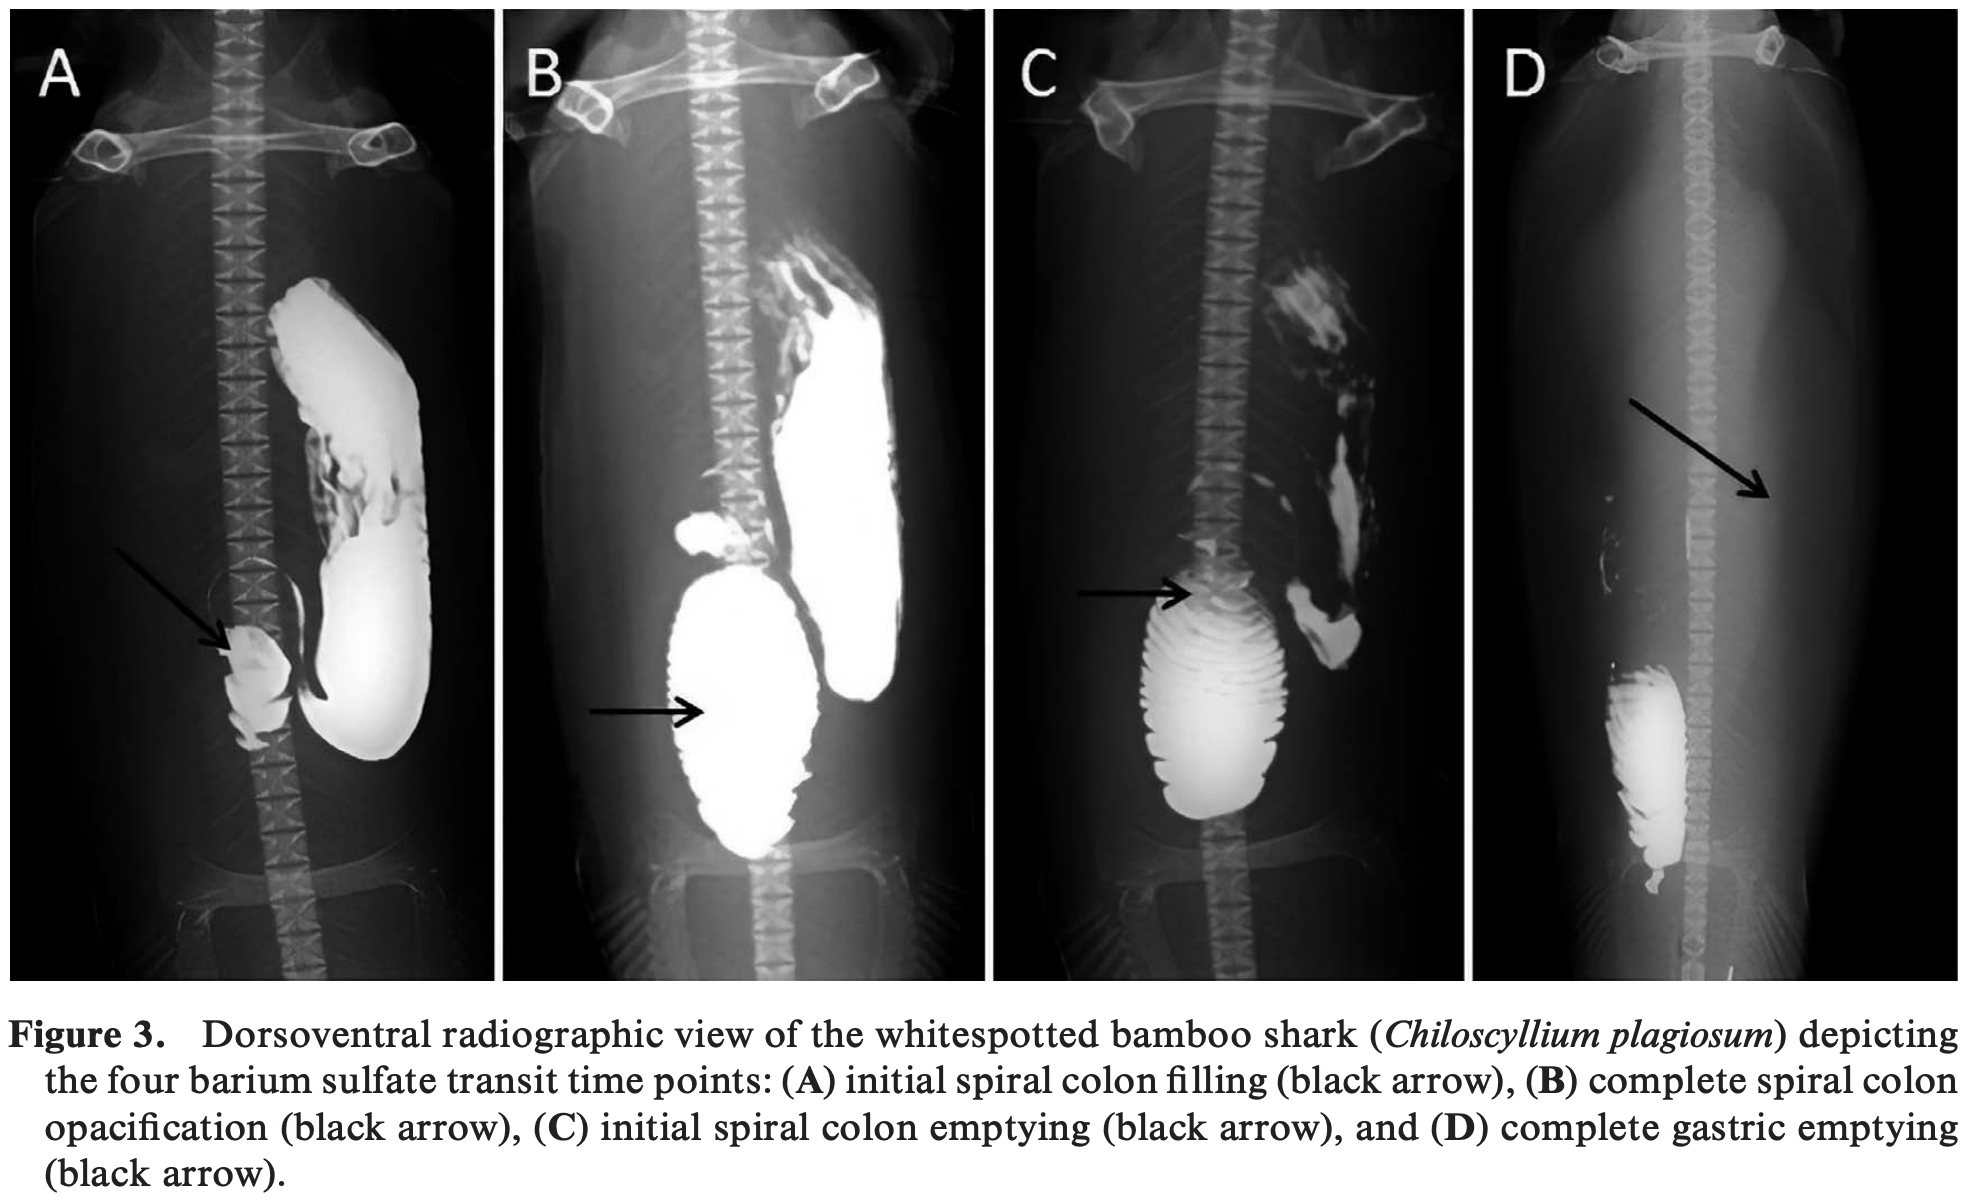 A B C D
Figure 3. Dorsoventral radiographic view of the whitespotted bamboo shark (Chiloscyllium plagiosum) depicting
the four barium sulfate transit time points: (A) initial spiral colon filling (black arrow), (B) complete spiral colon
opacification (black arrow), (C) initial spiral colon emptying (black arrow), and (D) complete gastric emptying
(black arrow).